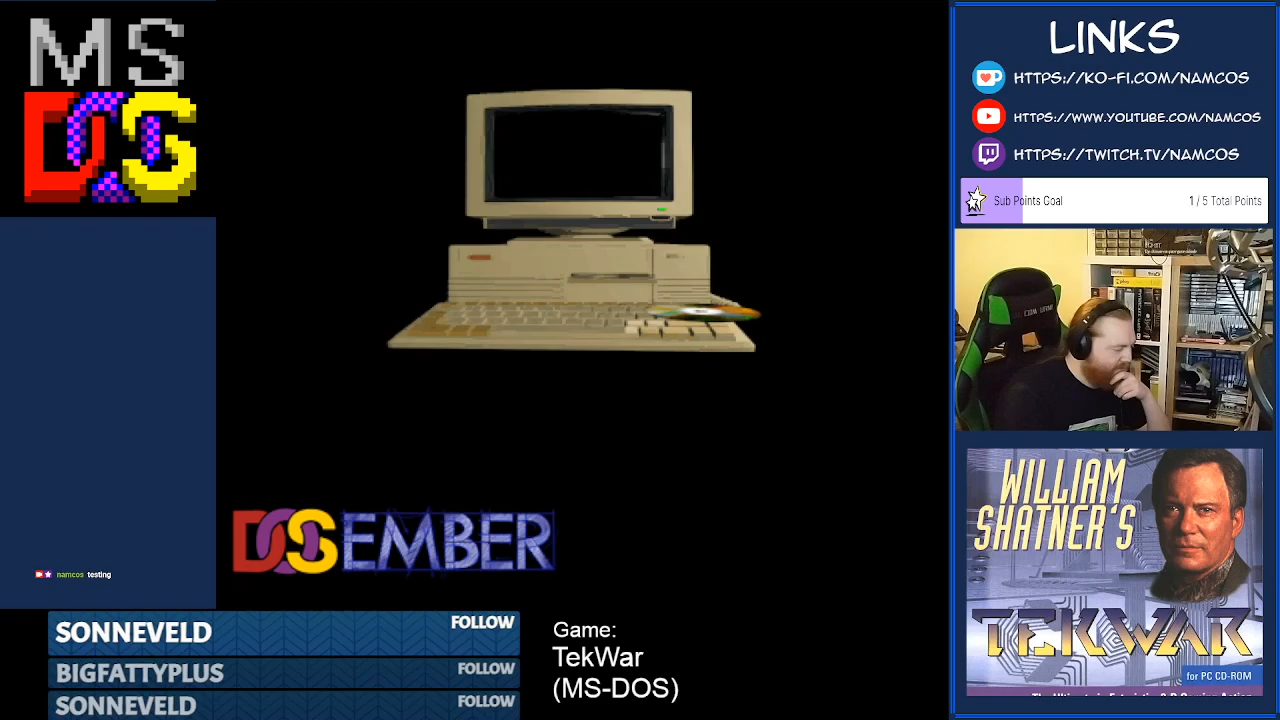 MS
DOS
LINKS
HTTPS://KO-FI.COM/NAMCOS
HTTPS://WWW.YOUTUBE.COM/NAMCOS
HTTPS://TWITCH.TV/NAMCOS
Sub Points Goal
1 / 5 Total Points
DOSEMBER
namcos testing
SONNEVELD
FOLLOW
BIGFATTYPLUS
FOLLOW
SONNEVELD
FOLLOW
Game:
TekWar
(MS-DOS)
WILLIAM
SHATNER'S
TEKWAR
for PC CD-ROM